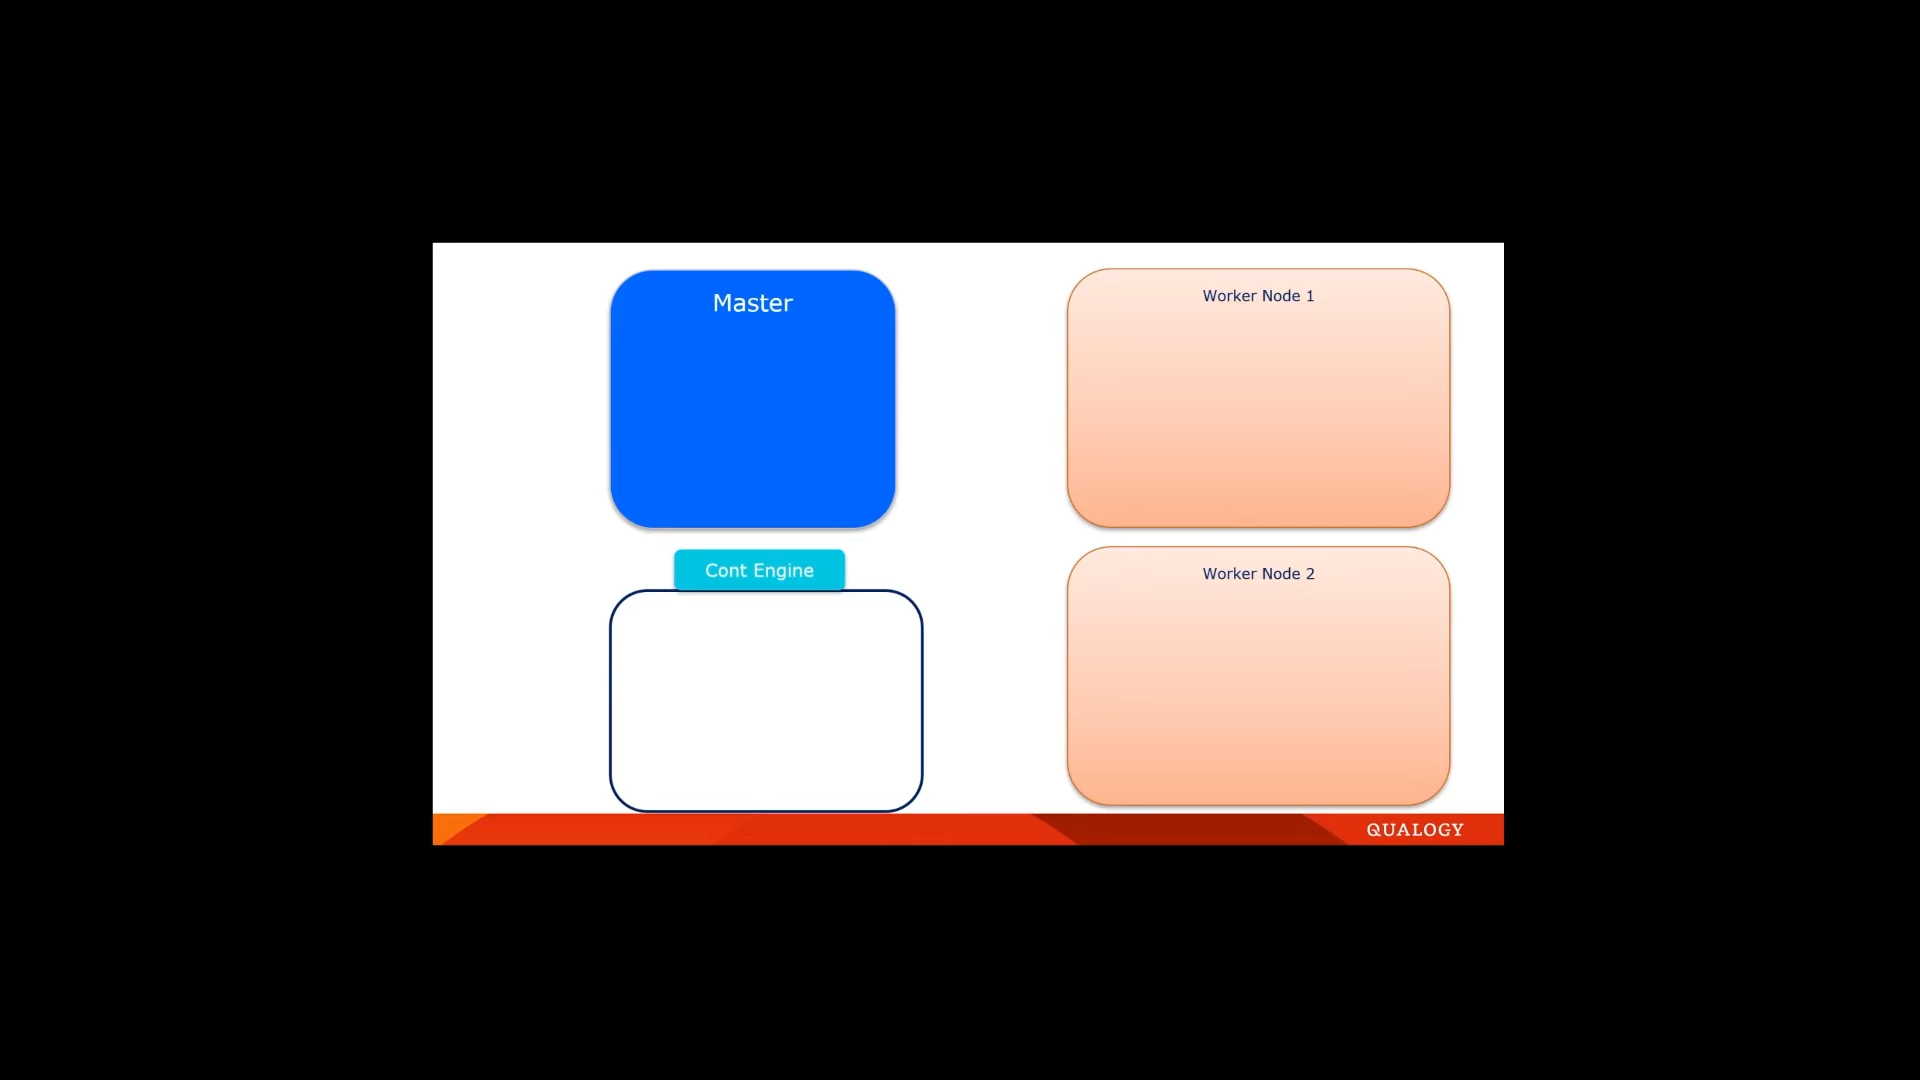 Master
Cont Engine
Worker Node 1
Worker Node 2
QUALOGY